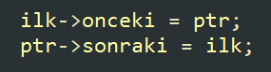 ilk->onceki = ptr;
ptr->sonraki = ilk;